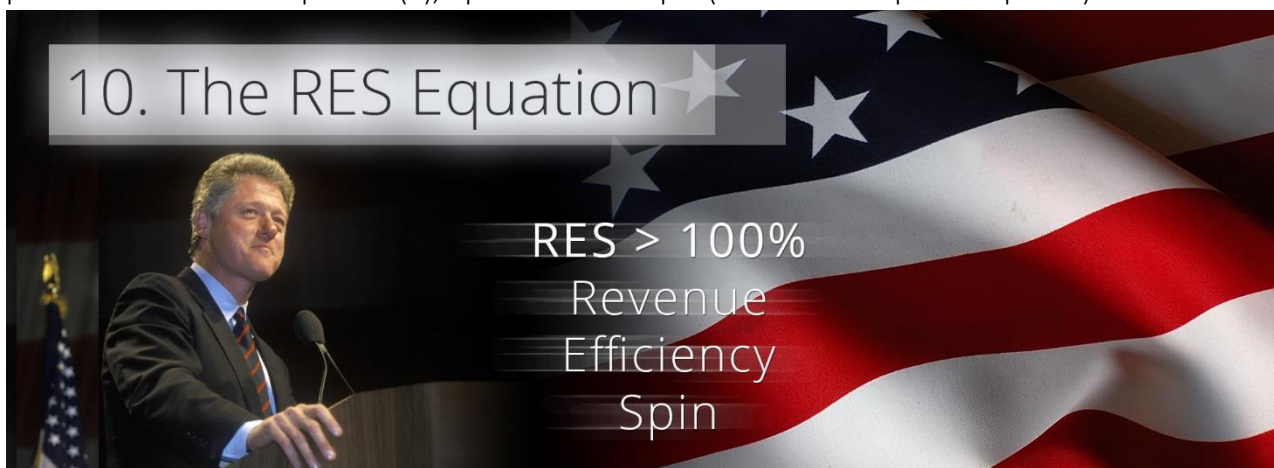 10. The RES Equation
RES > 100%
Revenue
Efficiency
Spin